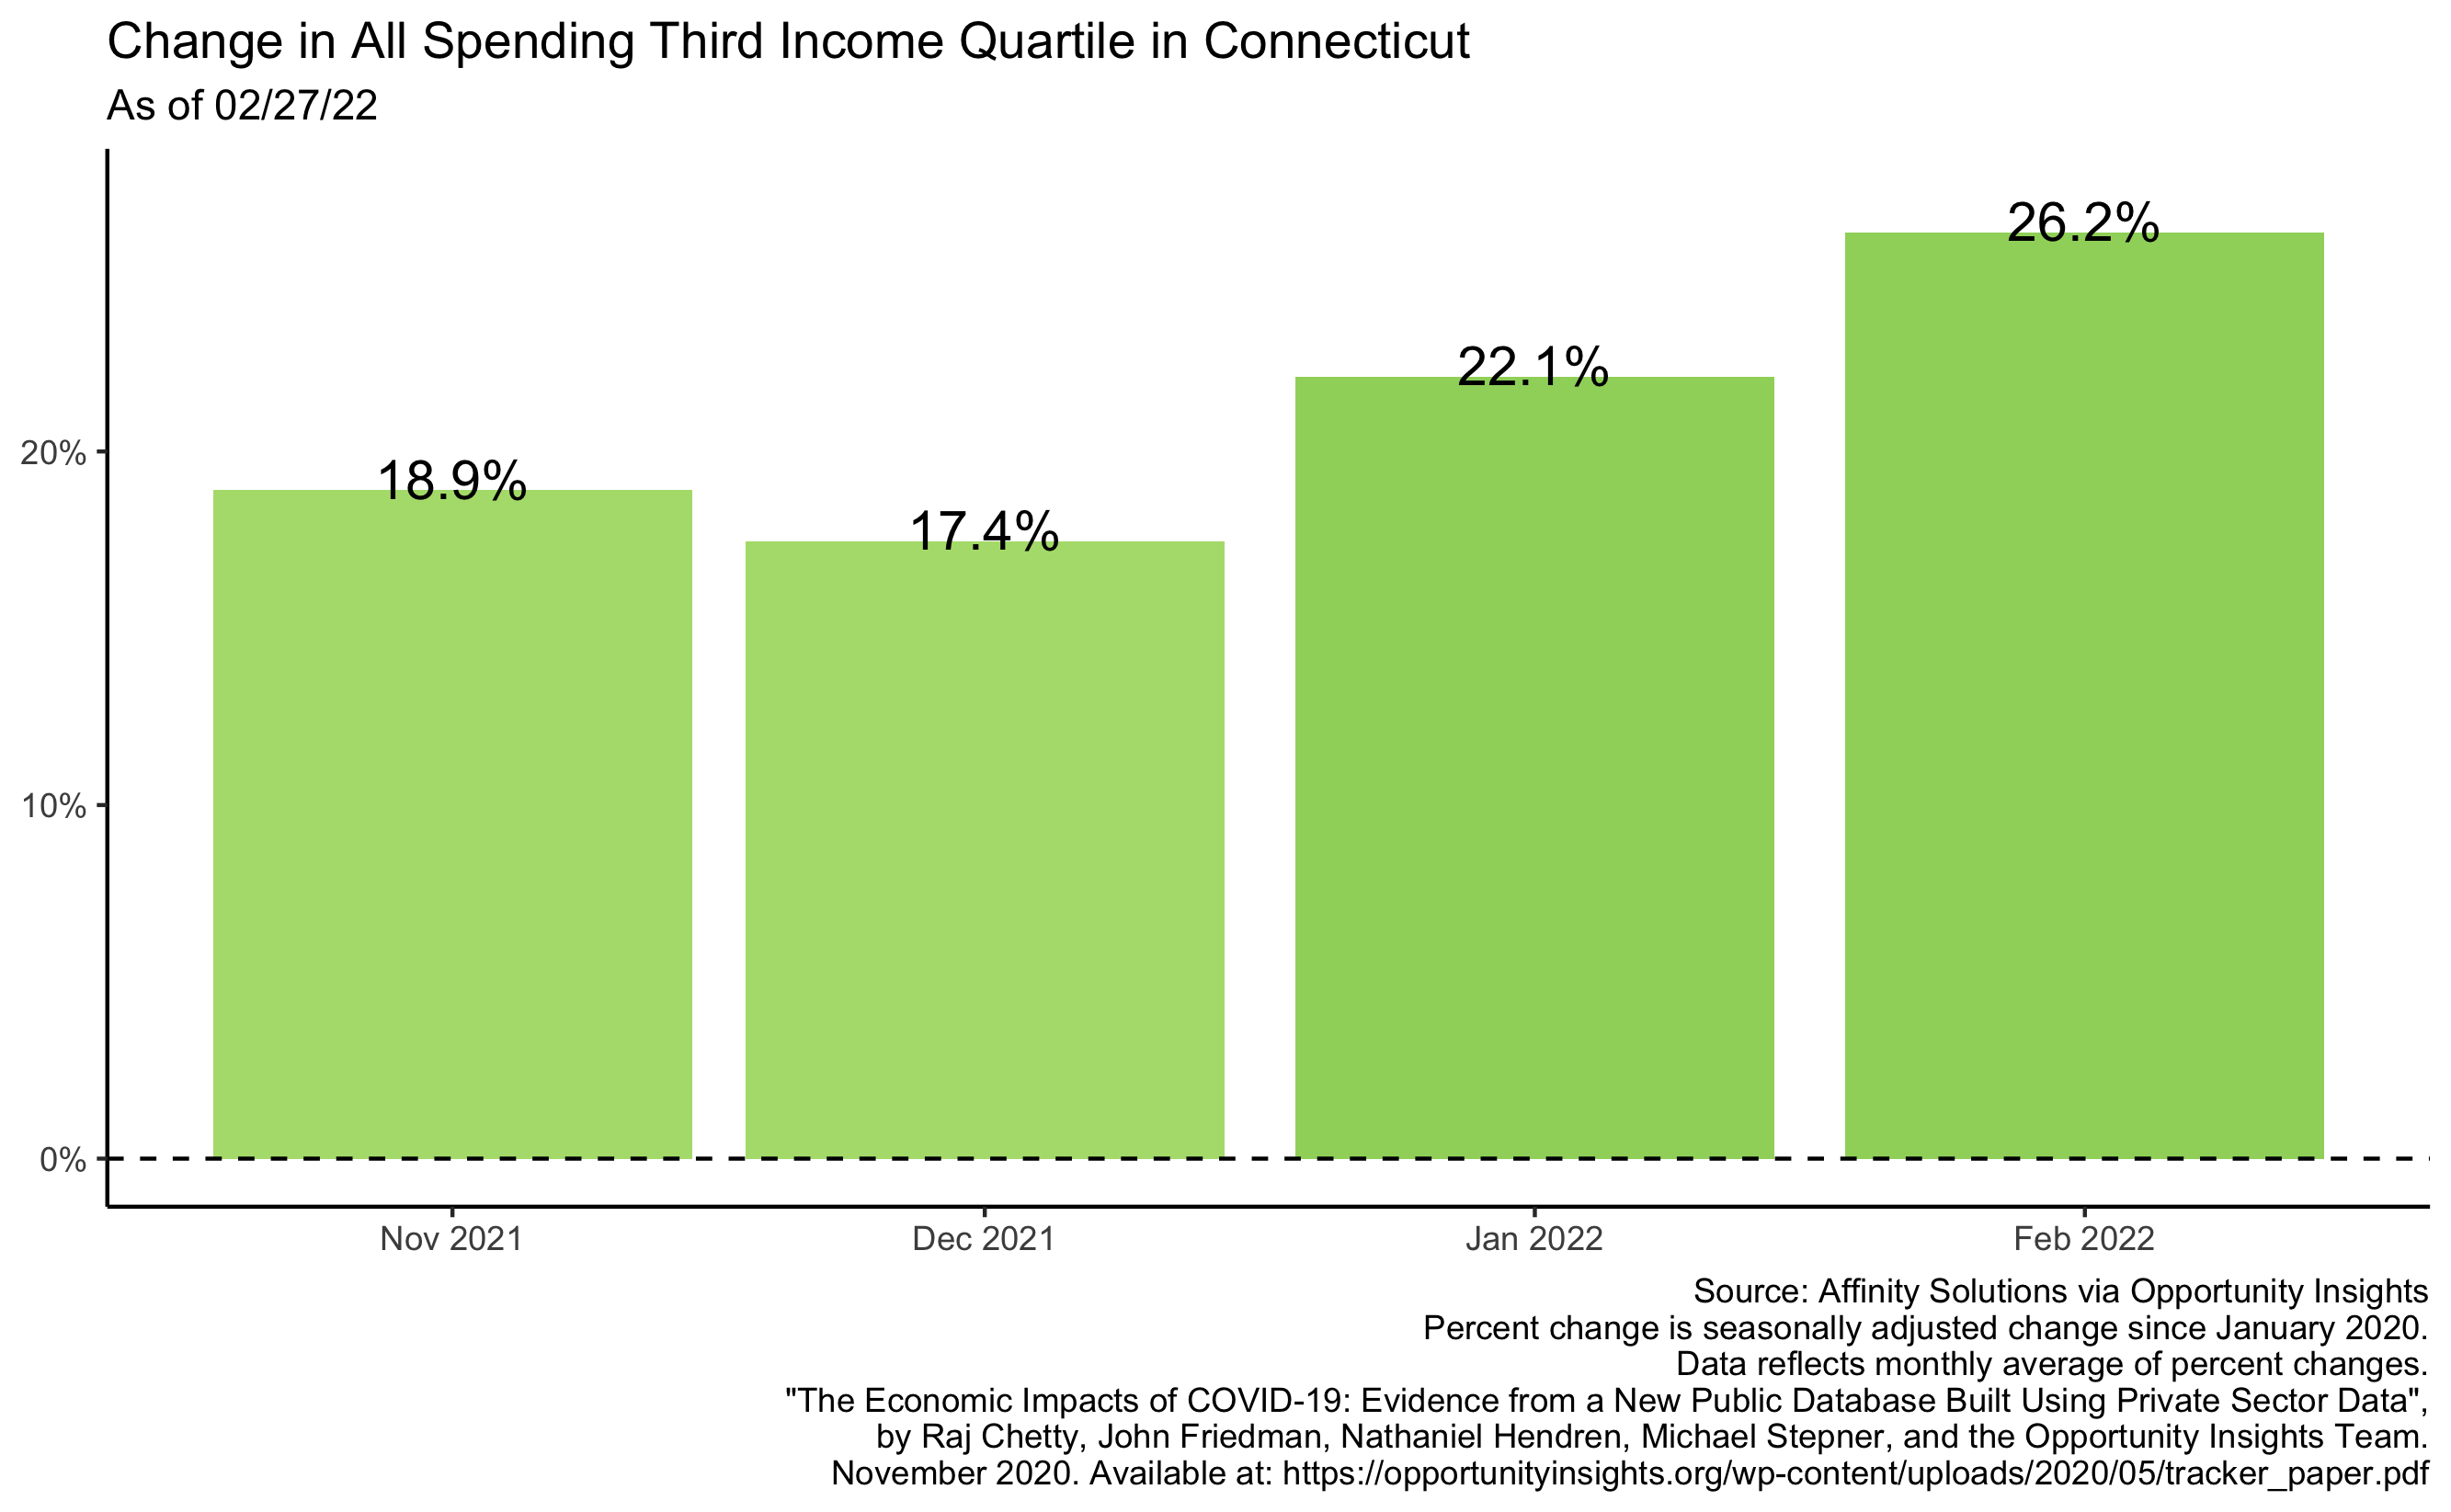 Change in All Spending Third Income Quartile in Connecticut
As of 02/27/22
26.2%
22.1%
20%
18.9%
17.4%
10%
0%
Nov 2021
Dec 2021
Jan 2022
Feb 2022
Source: Affinity Solutions via Opportunity Insights
Percent change is seasonally adjusted change since January 2020.
Data reflects monthly average of percent changes.
"The Economic Impacts of COVID-19: Evidence from a New Public Database Built Using Private Sector Data",
by Raj Chetty, John Friedman, Nathaniel Hendren, Michael Stepner, and the Opportunity Insights Team.
November 2020. Available at: https://opportunityinsights.org/wp-content/uploads/2020/05/tracker_paper.pdf